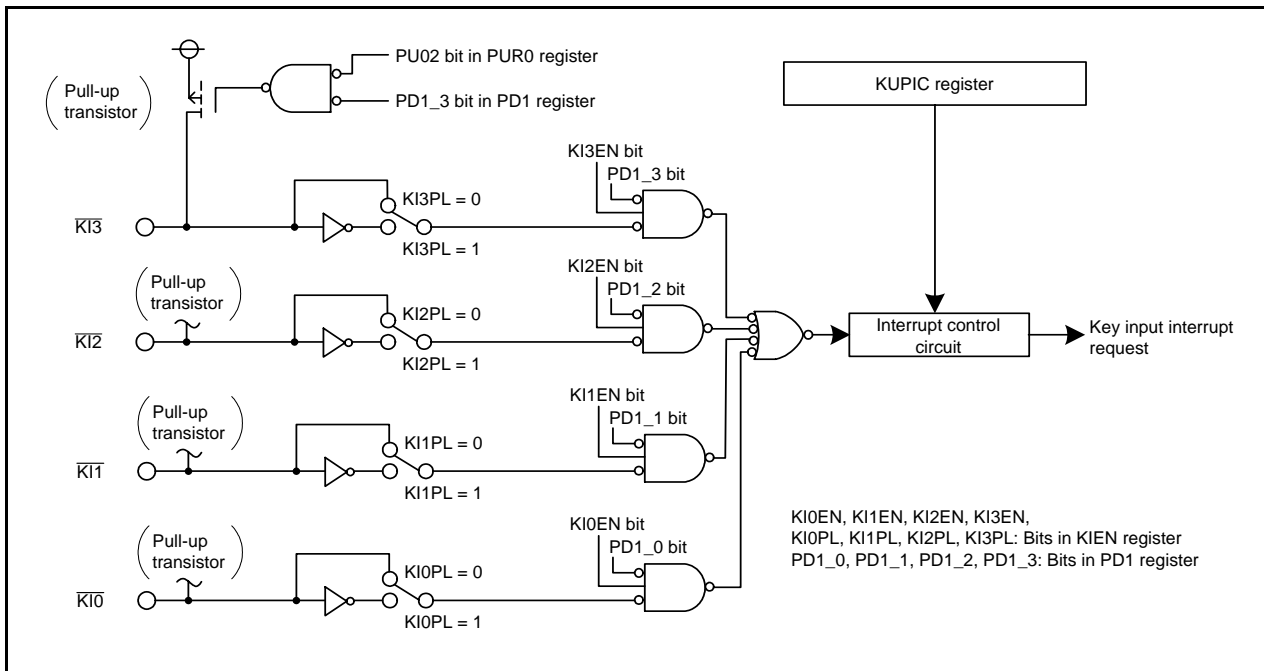 PU02 bit in PUR0 register
(Pull-up
transistor)
PD1_3 bit in PD1 register
KUPIC register
KI3EN bit
PD1_3 bit
KI3PL = 0
KI3
KI3PL = 1
KI2EN bit
(Pull-up
transistor)
PD1_2 bit
KI2PL = 0
KI2
KI2PL = 1
Interrupt control
circuit
Key input interrupt
request
KI1EN bit
(Pull-up
transistor)
PD1_1 bit
KI1PL = 0
KI1
KI1PL = 1
KI0EN bit
(Pull-up
transistor)
PD1_0 bit
KI0PL = 0
KI0
KI0PL = 1
KI0EN, KI1EN, KI2EN, KI3EN,
KI0PL, KI1PL, KI2PL, KI3PL: Bits in KIEN register
PD1_0, PD1_1, PD1_2, PD1_3: Bits in PD1 register